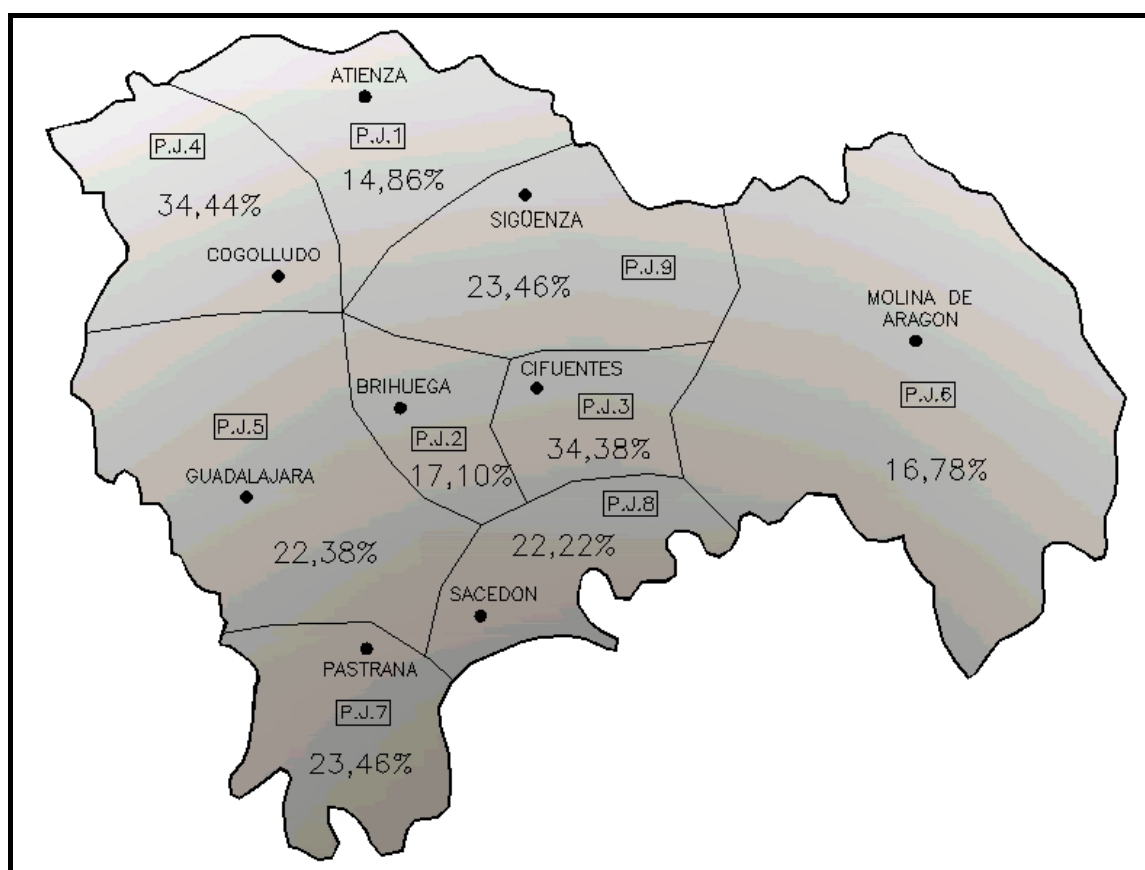 ATIENZA
P.J.1
14,86%
P.J.4
34,44%
COGOLLUDO
SIGÜENZA
P.J.9
23,46%
MOLINA DE
ARAGON
P.J.6
16,78%
CIFUENTES
P.J.3
34,38%
BRIHUEGA
P.J.2
17,10%
P.J.5
GUADALAJARA
22,38%
P.J.8
22,22%
SACEDON
PASTRANA
P.J.7
23,46%